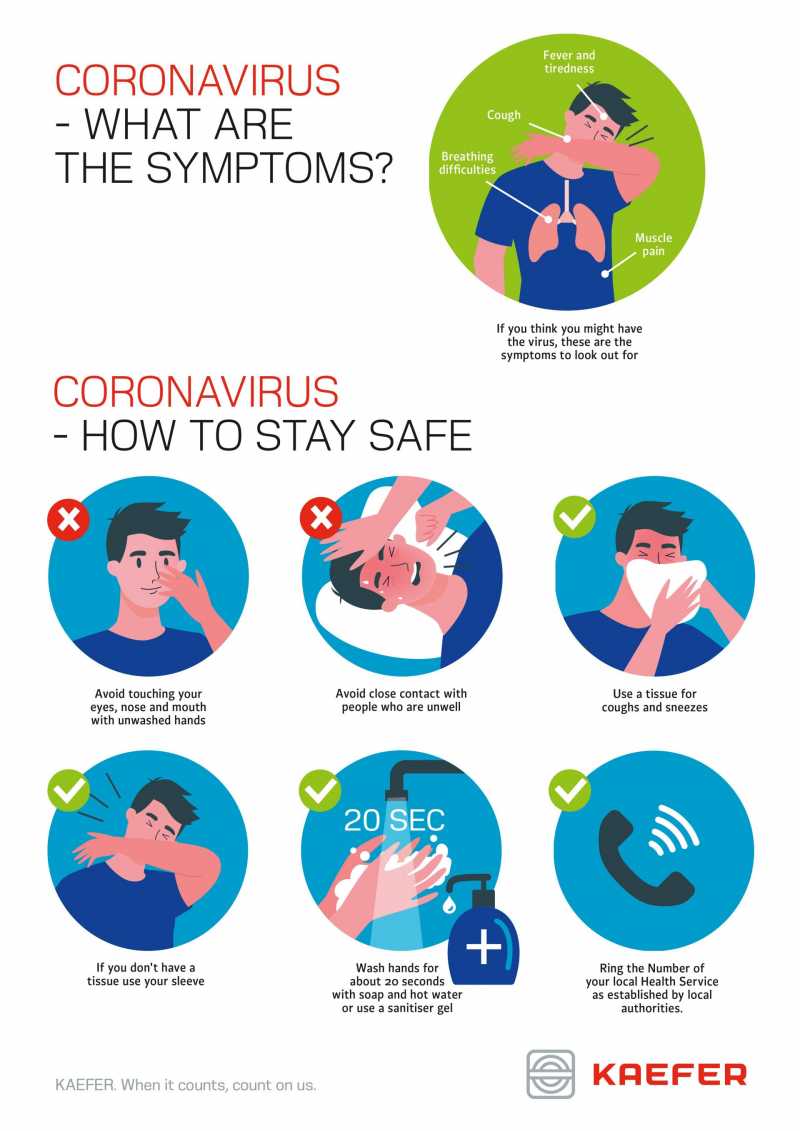 CORONAVIRUS
- WHAT ARE
THE SYMPTOMS?
Fever and
tiredness
Cough
Breathing
difficulties
Muscle
pain
If you think you might have
the virus, these are the
symptoms to look out for
CORONAVIRUS
- HOW TO STAY SAFE
Avoid touching your
eyes, nose and mouth
with unwashed hands
Avoid close contact with
people who are unwell
Use a tissue for
coughs and sneezes
If you don't have a
tissue use your sleeve
20 SEC
Wash hands for
about 20 seconds
with soap and hot water
or use a sanitiser gel
Ring the Number of
your local Health Service
as established by local
authorities.
KAEFER. When it counts, count on us.
KAEFER